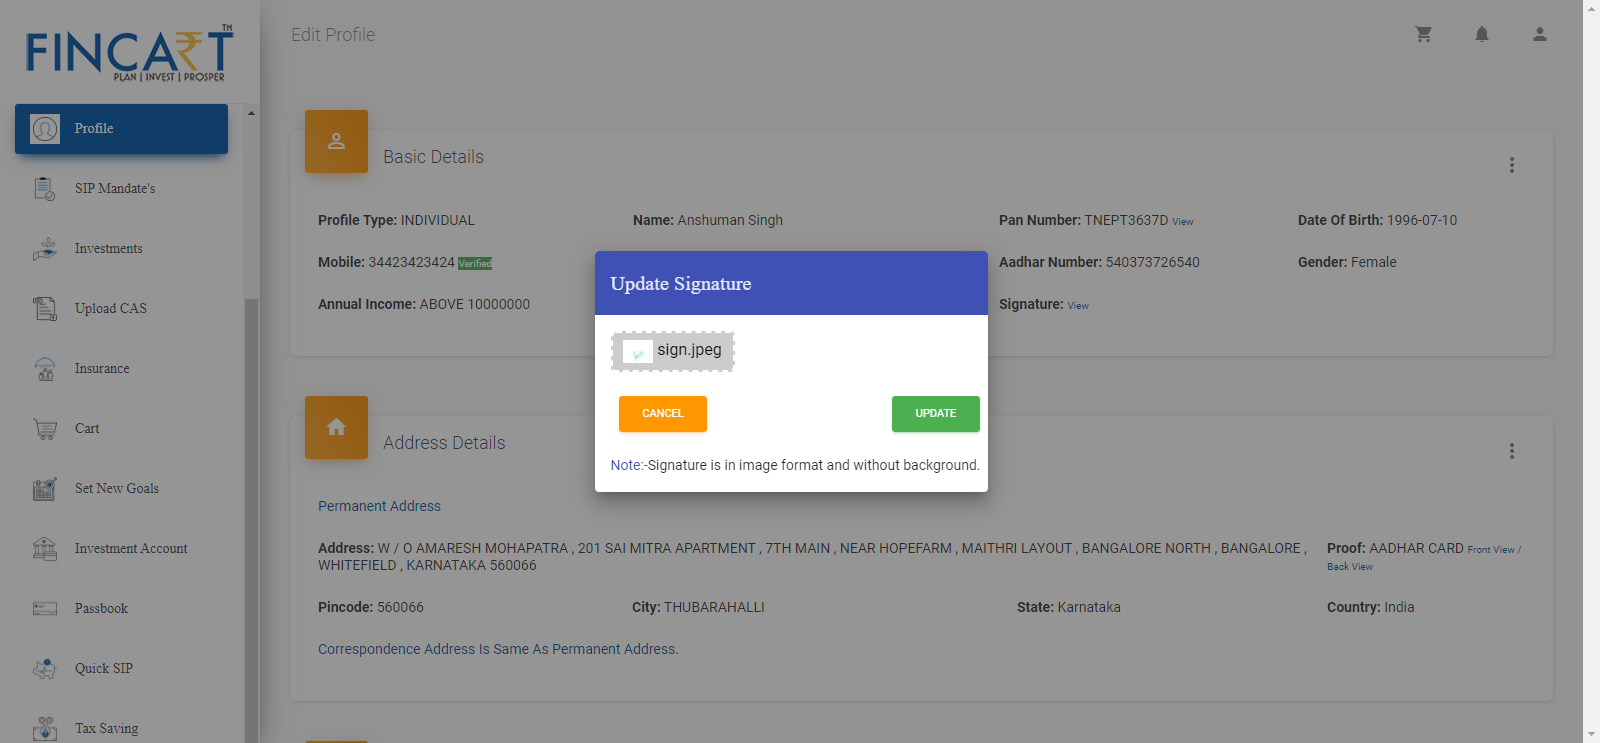 FINCART TM
PLAN | INVEST | PROSPER
Profile
SIP Mandate's
Investments
Upload CAS
Insurance
Cart
Set New Goals
Investment Account
Passbook
Quick SIP
Tax Saving
Edit Profile
Basic Details
Profile Type: INDIVIDUAL
Name: Anshuman Singh
Pan Number: TNEPT3637D View
Date Of Birth: 1996-07-10
Mobile: 34423423424 Verified
Aadhar Number: 540373726540
Gender: Female
Annual Income: ABOVE 10000000
Signature: View
Update Signature
sign.jpeg
CANCEL
UPDATE
Note:-Signature is in image format and without background.
Address Details
Permanent Address
Address: W / O AMARESH MOHAPATRA , 201 SAI MITRA APARTMENT , 7TH MAIN , NEAR HOPEFARM , MAITHRI LAYOUT , BANGALORE NORTH , BANGALORE ,
WHITEFIELD , KARNATAKA 560066
Proof: AADHAR CARD Front View /
Back View
Pincode: 560066
City: THUBARAHALLI
State: Karnataka
Country: India
Correspondence Address Is Same As Permanent Address.